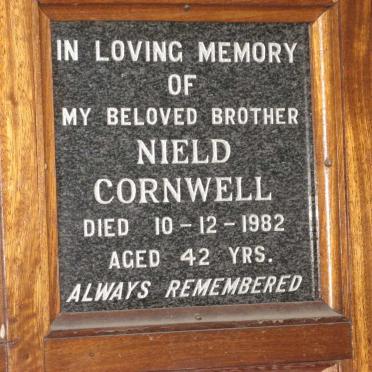 IN LOVING MEMORY
OF
MY BELOVED BROTHER
NIELD
CORNWELL
DIED 10-12-1982
AGED 42 YRS.
ALWAYS REMEMBERED